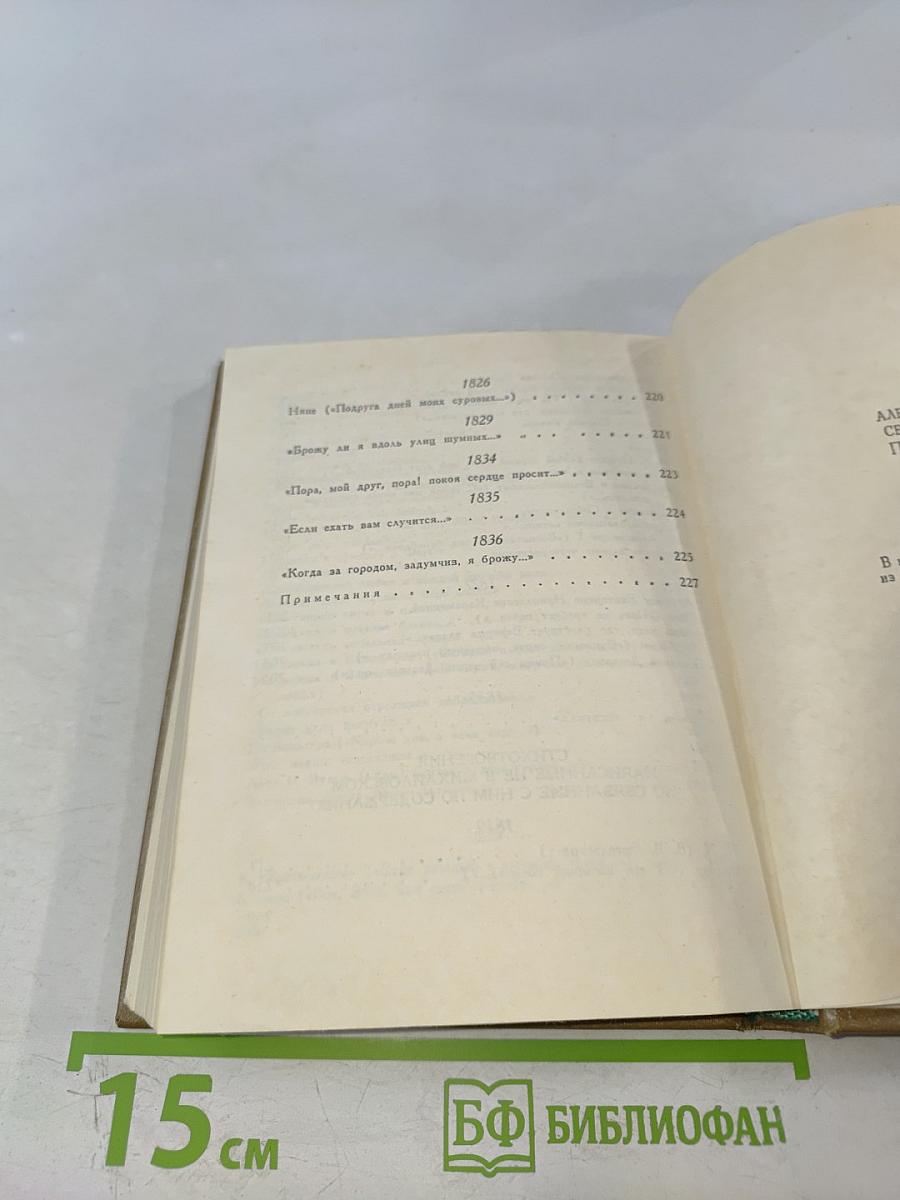 1826
Няне («Подруга дней моих суровых...») . . . . . . . . 220
1829
«Брожу ли я вдоль улиц шумных...» . . . . . . . . 221
1834
«Пора, мой друг, пора! покоя сердце просит...» . . . . . . 223
1835
«Если ехать вам случится...» . . . . . . . . . . . . . 224
1836
«Когда за городом, задумчив, я брожу...» . . . . . . . . 225
Примечания . . . . . . . . . . . . . . . . . . 227
В
из
15 см
БФ БИБЛИОФАН